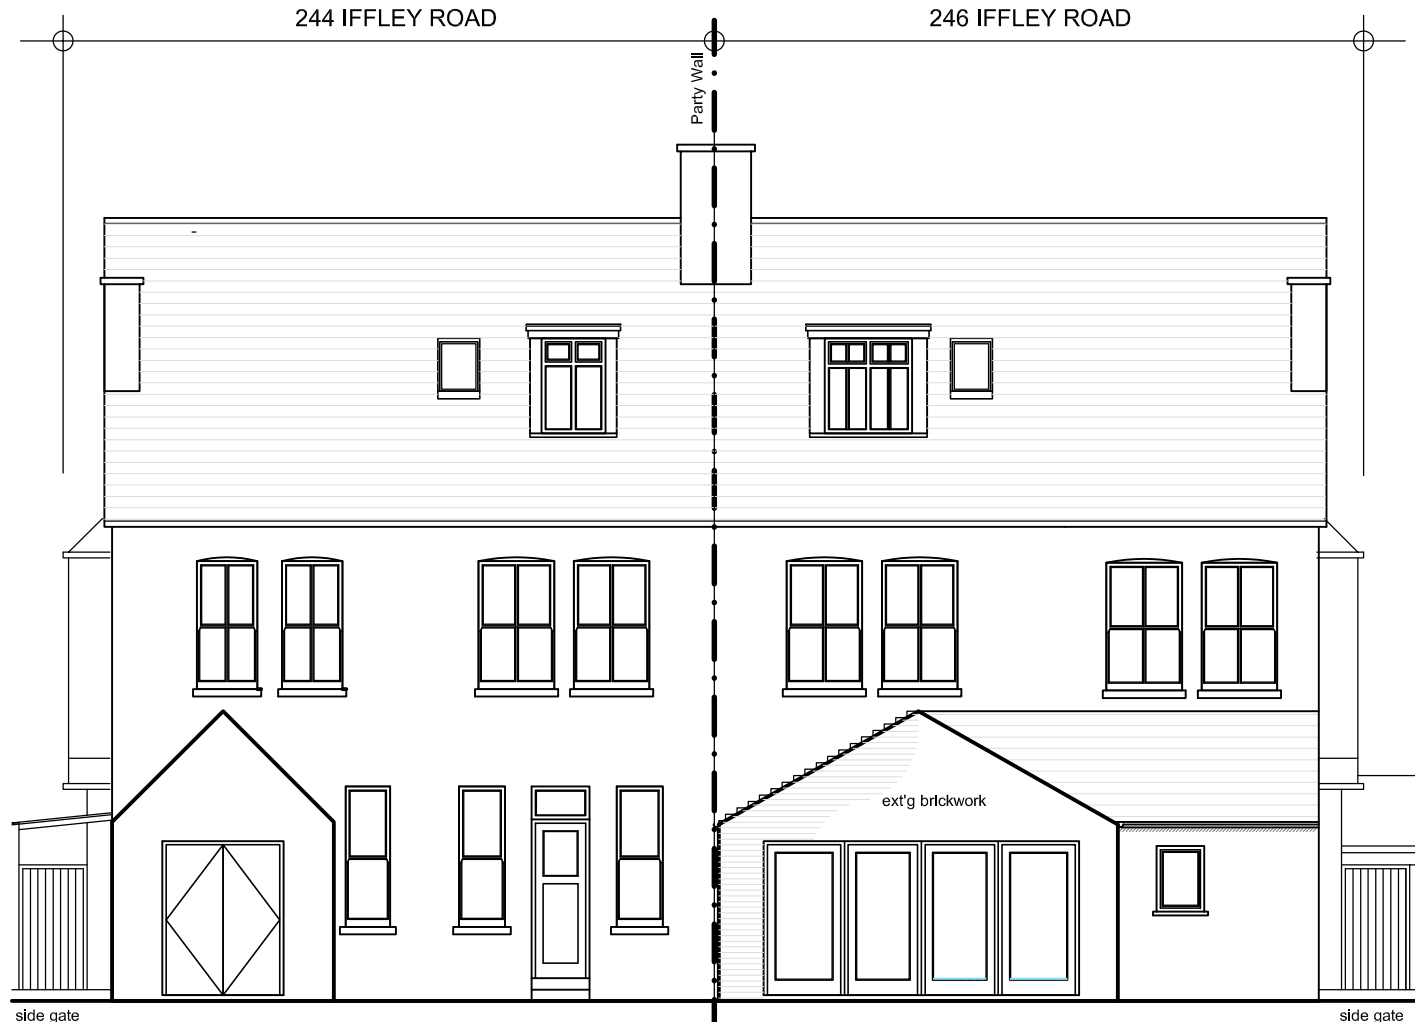 244 IFFLEY ROAD
246 IFFLEY ROAD
Party Wall
ext'g brickwork
side gate
side gate